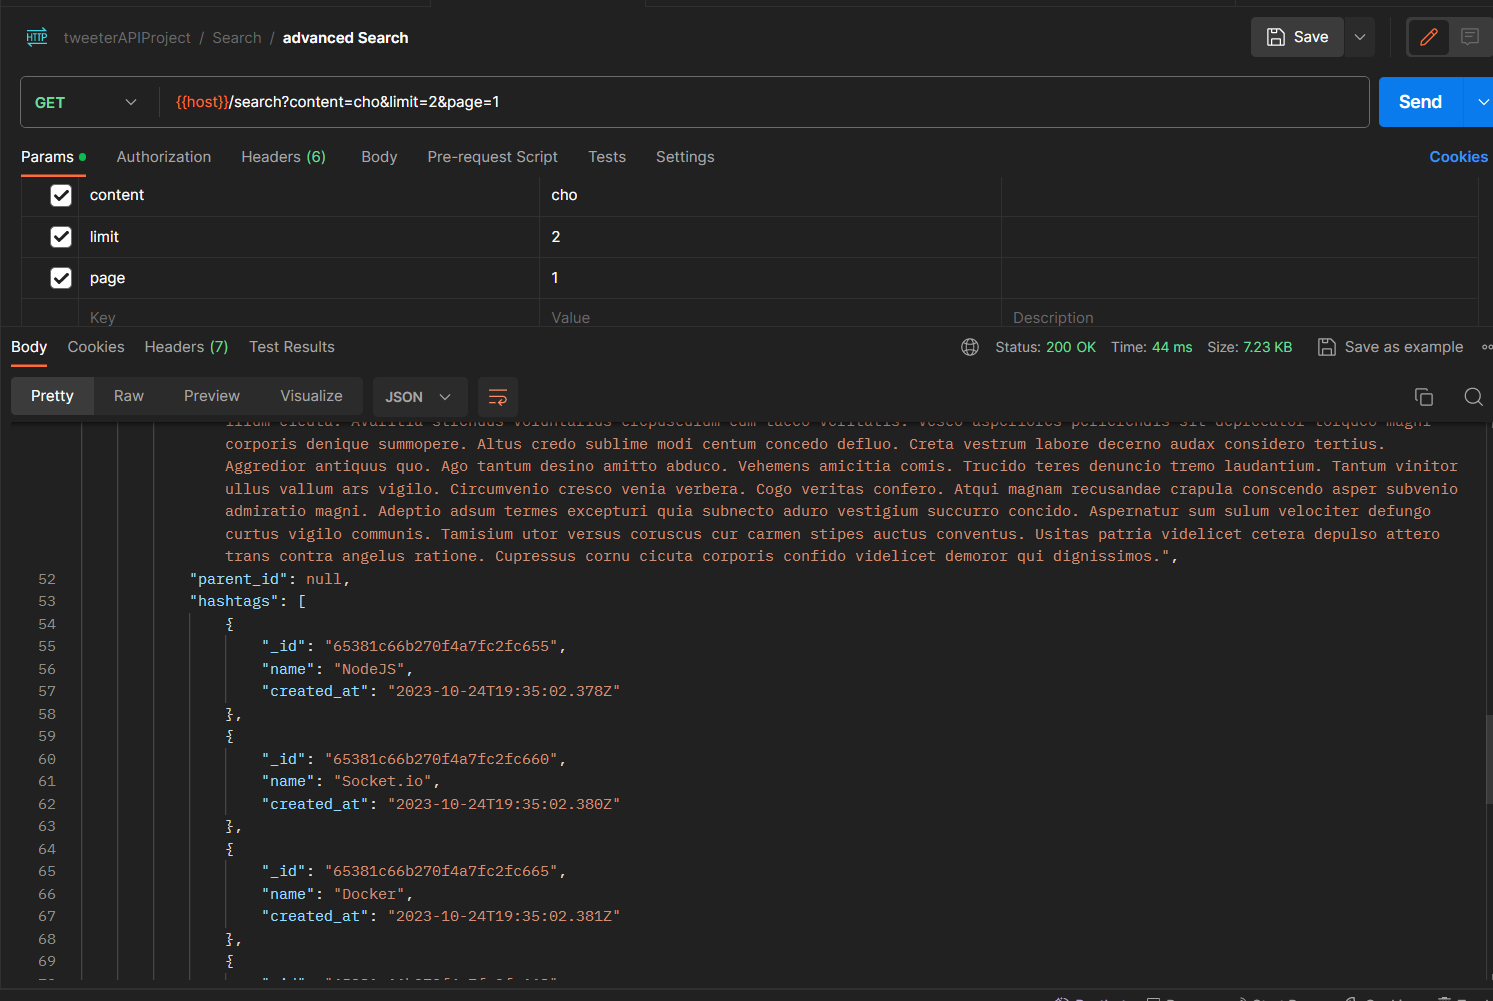 HTTP tweeterAPIProject / Search / advanced Search Save
GET {{host}}/search?content=cho&limit=2&page=1 Send
Params Authorization Headers (6) Body Pre-request Script Tests Settings Cookies
content cho
limit 2
page 1
Key Value Description
Body Cookies Headers (7) Test Results Status: 200 OK Time: 44 ms Size: 7.23 KB Save as example
Pretty Raw Preview Visualize JSON
corporis denique summopere. Altus credo sublime modi centum concedo defluo. Creta vestrum labore decerno audax considero tertius.
Aggredior antiquus quo. Ago tantum desino amitto abduco. Vehemens amicitia comis. Trucido teres denuncio tremo laudantium. Tantum vinitor
ullus vallum ars vigilo. Circumvenio cresco venia verbera. Cogo veritas confero. Atqui magnam recusandae crapula conscendo asper subvenio
admiratio magni. Adeptio adsum termes excepturi quia subnecto aduro vestigium succurro concido. Aspernatur sum sulum velociter defungo
curtus vigilo communis. Tamisium utor versus coruscus cur carmen stipes auctus conventus. Usitas patria videlicet cetera depulso attero
trans contra angelus ratione. Cupressus cornu cicuta corporis confido videlicet demoror qui dignissimos.",
52 "parent_id": null,
53 "hashtags": [
54 {
55 "_id": "65381c66b270f4a7fc2fc655",
56 "name": "NodeJS",
57 "created_at": "2023-10-24T19:35:02.378Z"
58 },
59 {
60 "_id": "65381c66b270f4a7fc2fc660",
61 "name": "Socket.io",
62 "created_at": "2023-10-24T19:35:02.380Z"
63 },
64 {
65 "_id": "65381c66b270f4a7fc2fc665",
66 "name": "Docker",
67 "created_at": "2023-10-24T19:35:02.381Z"
68 },
69 {